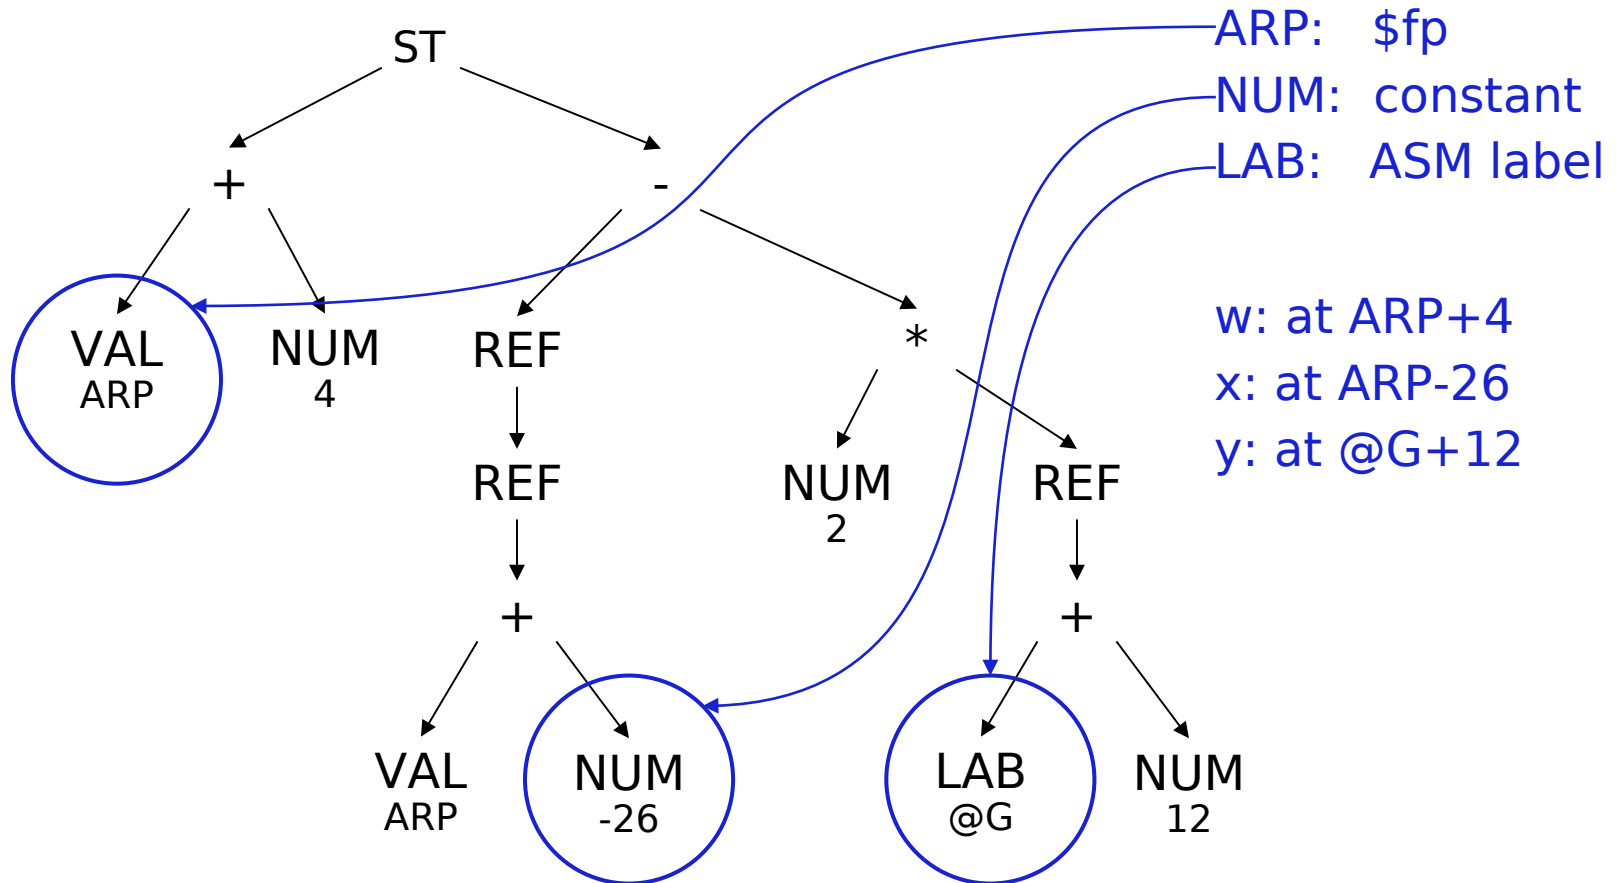 ST
ARP: $fp
NUM: constant
LAB: ASM label
+
-
VAL
ARP
NUM
4
REF
*
w: at ARP+4
x: at ARP-26
y: at @G+12
REF
NUM
2
REF
+
+
VAL
ARP
NUM
-26
LAB
@G
NUM
12